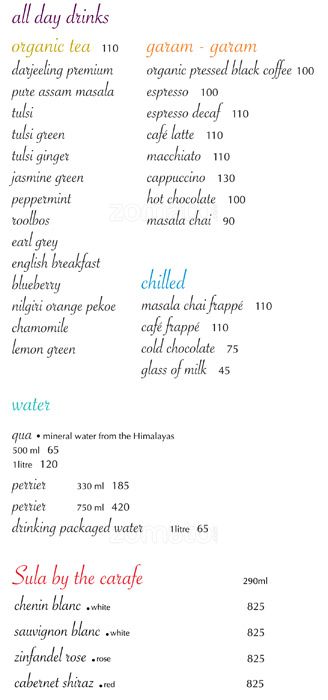 all day drinks
organic tea 110
darjeeling premium
pure assam masala
tulsi
tulsi green
tulsi ginger
jasmine green
peppermint
rooibos
earl grey
english breakfast
blueberry
nilgiri orange pekoe
chamomile
lemon green
garam - garam
organic pressed black coffee 100
espresso 100
espresso decaf 110
café latte 110
macchiato 110
cappuccino 130
hot chocolate 100
masala chai 90
chilled
masala chai frappé 110
café frappé 110
cold chocolate 75
glass of milk 45
water
qua • mineral water from the Himalayas
500 ml 65
1litre 120
perrier 330 ml 185
perrier 750 ml 420
drinking packaged water 1litre 65
Sula by the carafe 290ml
chenin blanc • white 825
sauvignon blanc • white 825
zinfandel rose • rose 825
cabernet shiraz • red 825
zomato
zomato